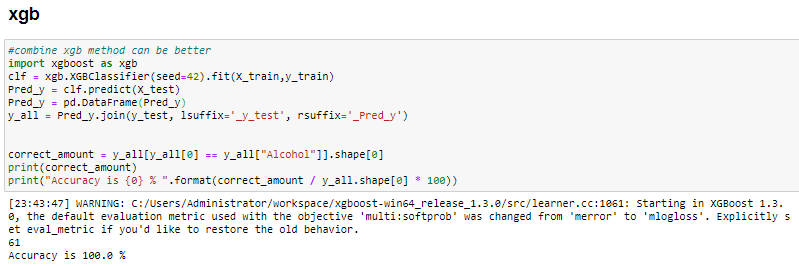 xgb
#combine xgb method can be better
import xgboost as xgb
clf = xgb.XGBClassifier(seed=42).fit(X_train,y_train)
Pred_y = clf.predict(X_test)
Pred_y = pd.DataFrame(Pred_y)
y_all = Pred_y.join(y_test, lsuffix='_y_test', rsuffix='_Pred_y')
correct_amount = y_all[y_all[0] == y_all["Alcohol"]].shape[0]
print(correct_amount)
print("Accuracy is {0} % ".format(correct_amount / y_all.shape[0] * 100))
[23:43:47] WARNING: C:/Users/Administrator/workspace/xgboost-win64_release_1.3.0/src/learner.cc:1061: Starting in XGBoost 1.3.
0, the default evaluation metric used with the objective 'multi:softprob' was changed from 'merror' to 'mlogloss'. Explicitly s
et eval_metric if you'd like to restore the old behavior.
61
Accuracy is 100.0 %